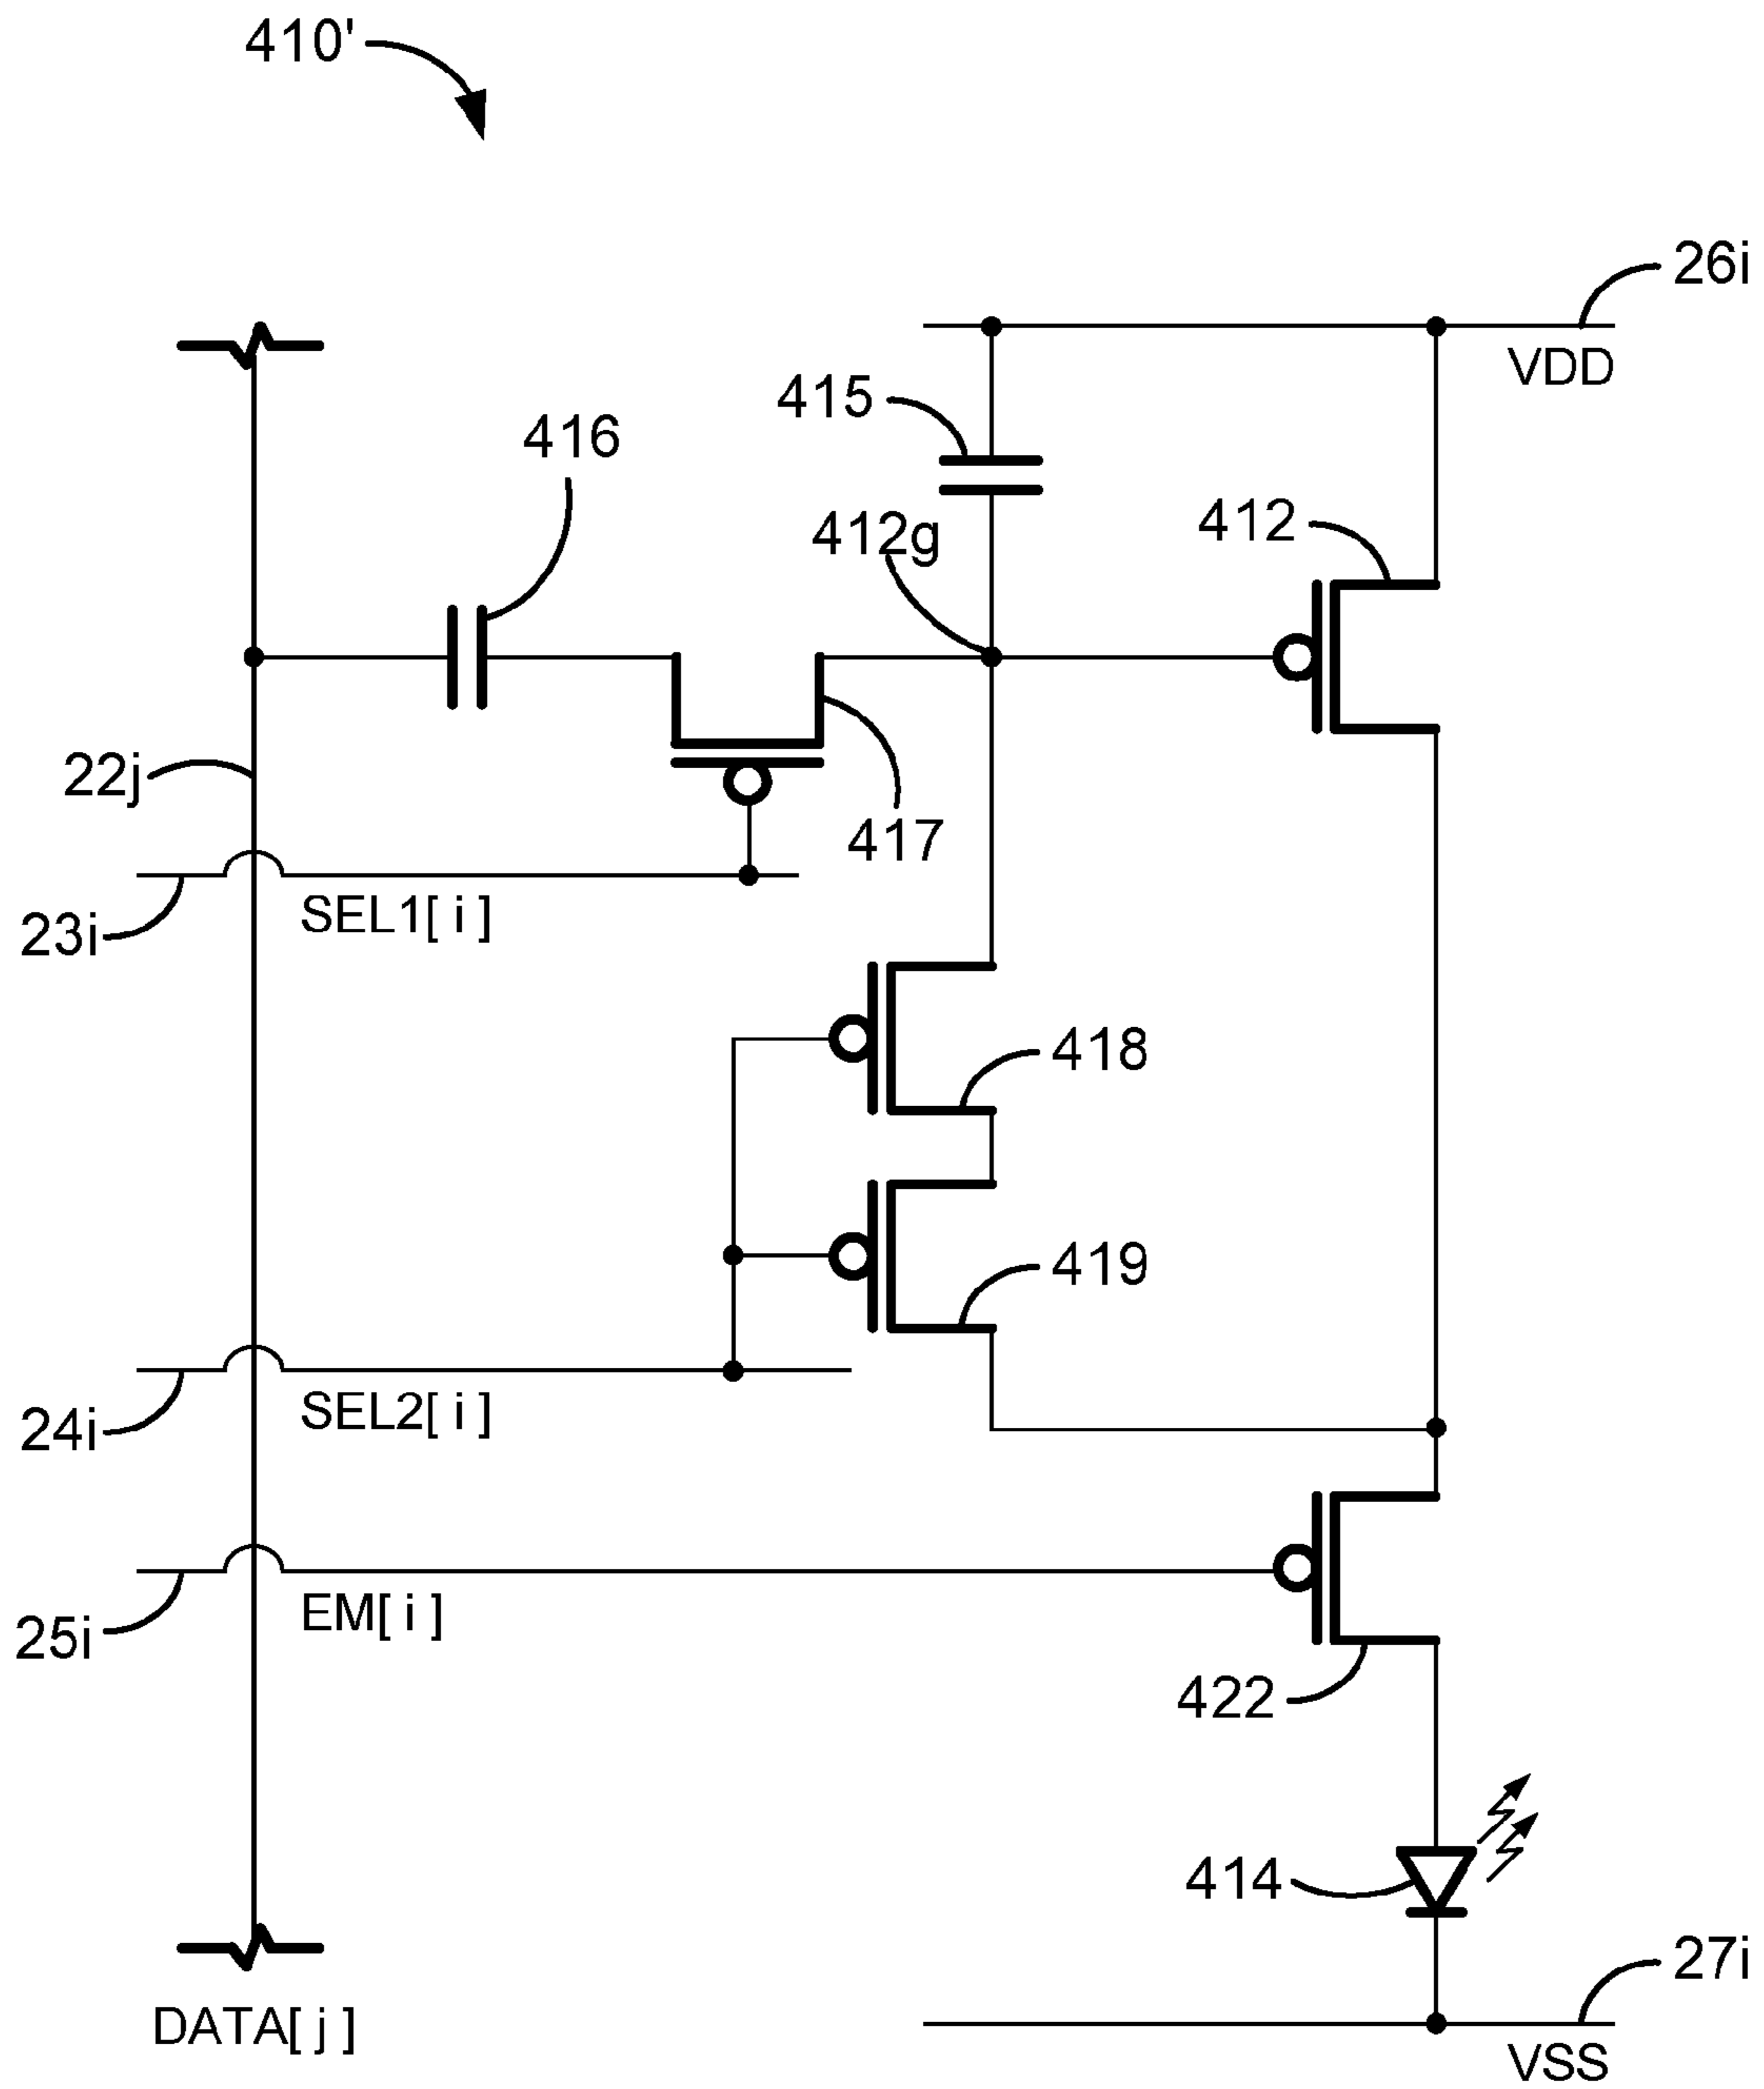 410'
26i
VDD
415
416
412g
412
22j
417
SEL1[ i ]
23i
418
419
SEL2[ i ]
24i
EM[ i ]
25i
422
414
27i
DATA[ j ]
VSS